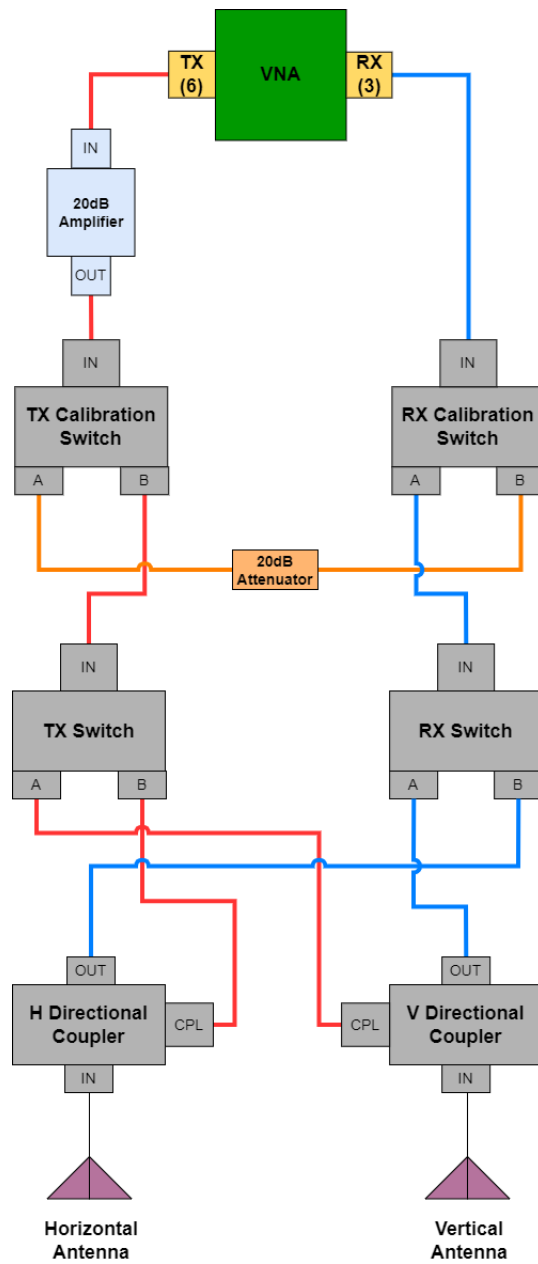 TX
(6)
VNA
RX
(3)
IN
20dB
Amplifier
OUT
IN
IN
TX Calibration
Switch
RX Calibration
Switch
A
B
A
B
20dB
Attenuator
IN
IN
TX Switch
RX Switch
A
B
A
B
OUT
OUT
H Directional
Coupler
CPL
CPL
V Directional
Coupler
IN
IN
Horizontal
Antenna
Vertical
Antenna